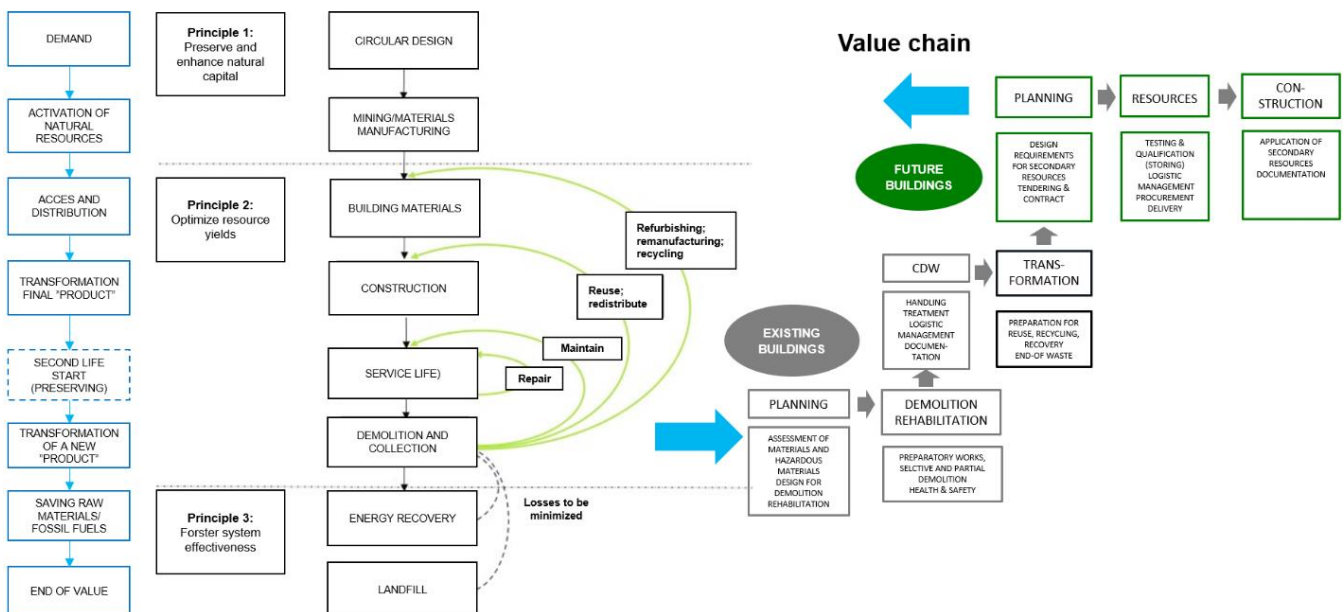 DEMAND
ACTIVATION OF
NATURAL
RESOURCES
ACCES AND
DISTRIBUTION
TRANSFORMATION
FINAL "PRODUCT"
SECOND LIFE
START
(PRESERVING)
TRANSFORMATION
OF A NEW
"PRODUCT"
SAVING RAW
MATERIALS/
FOSSIL FUELS
END OF VALUE
Principle 1:
Preserve and
enhance natural
capital
Principle 2:
Optimize resource
yields
Principle 3:
Forster system
effectiveness
CIRCULAR DESIGN
MINING/MATERIALS
MANUFACTURING
BUILDING MATERIALS
CONSTRUCTION
SERVICE LIFE)
DEMOLITION AND
COLLECTION
ENERGY RECOVERY
LANDFILL
Refurbishing;
remanufacturing;
recycling
Reuse;
redistribute
Maintain
Repair
Losses to be
minimized
Value chain
FUTURE
BUILDINGS
PLANNING
DESIGN
REQUIREMENTS
FOR SECONDARY
RESOURCES
TENDERING &
CONTRACT
RESOURCES
TESTING &
QUALIFICATION
(STORING)
LOGISTIC
MANAGEMENT
PROCUREMENT
DELIVERY
CON-
STRUCTION
APPLICATION OF
SECONDARY
RESOURCES
DOCUMENTATION
EXISTING
BUILDINGS
CDW
HANDLING
TREATMENT
LOGISTIC
MANAGEMENT
DOCUMEN-
TATION
TRANS-
FORMATION
PREPARATION FOR
REUSE, RECYCLING,
RECOVERY
END-OF WASTE
PLANNING
ASSESSMENT OF
MATERIALS AND
HAZARDOUS
MATERIALS
DESIGN FOR
DEMOLITION
REHABILITATION
DEMOLITION
REHABILITATION
PREPARATORY WORKS,
SELCTIVE AND PARTIAL
DEMOLITION
HEALTH & SAFETY